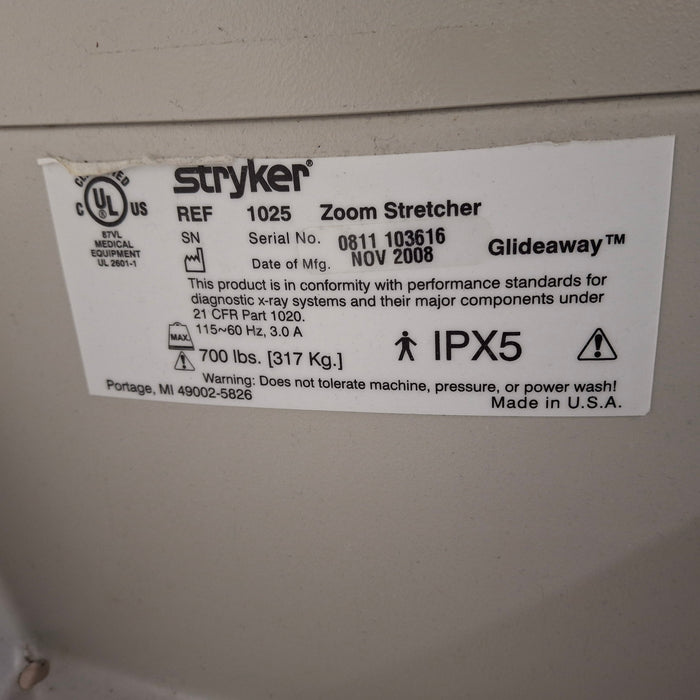 CERTIFIED
C UL US
87VL
MEDICAL
EQUIPMENT
UL 2601-1
stryker®
REF 1025 Zoom Stretcher
SN Serial No. 0811 103616
Date of Mfg. NOV 2008
Glideaway™
This product is in conformity with performance standards for
diagnostic x-ray systems and their major components under
21 CFR Part 1020.
MAX. 115~60 Hz, 3.0 A
700 lbs. [317 Kg.]
IPX5
Warning: Does not tolerate machine, pressure, or power wash!
Portage, MI 49002-5826
Made in U.S.A.